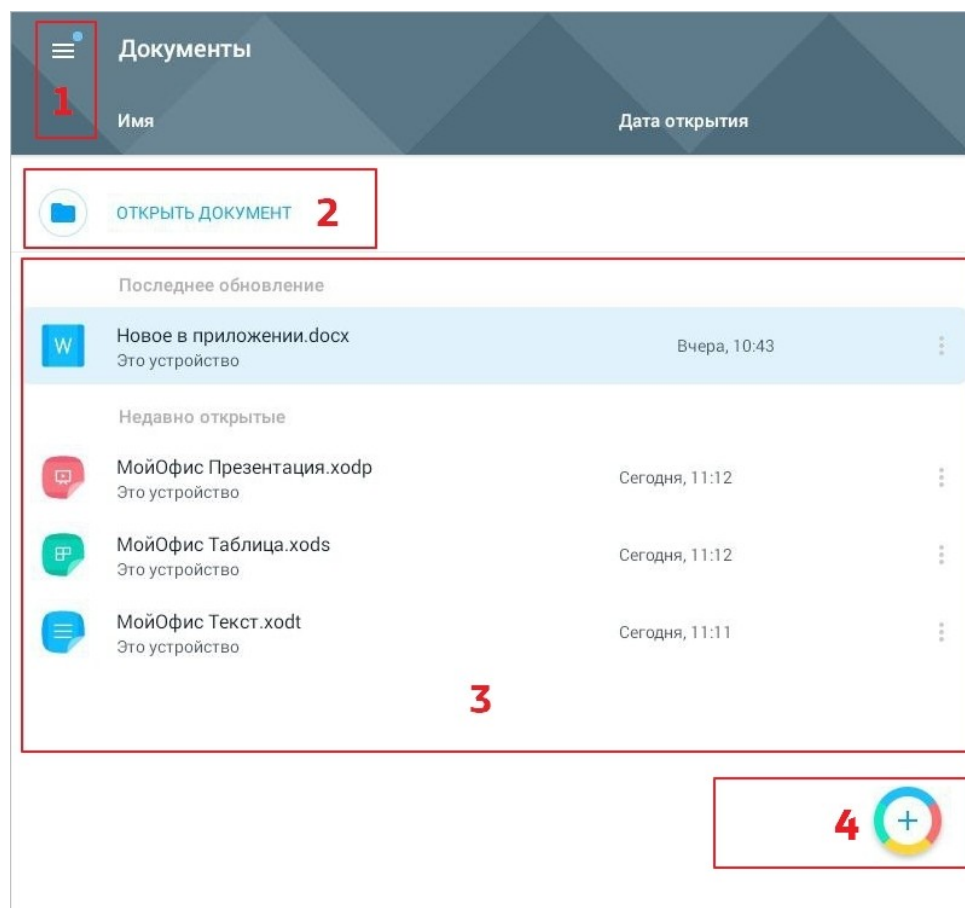 Документы
1
Имя Дата открытия
ОТКРЫТЬ ДОКУМЕНТ 2
Последнее обновление
W Новое в приложении.docx Вчера, 10:43
Это устройство
Недавно открытые
МойОфис Презентация.xodp Сегодня, 11:12
Это устройство
МойОфис Таблица.xods Сегодня, 11:12
Это устройство
МойОфис Текст.xodt Сегодня, 11:11
Это устройство
3
4 +